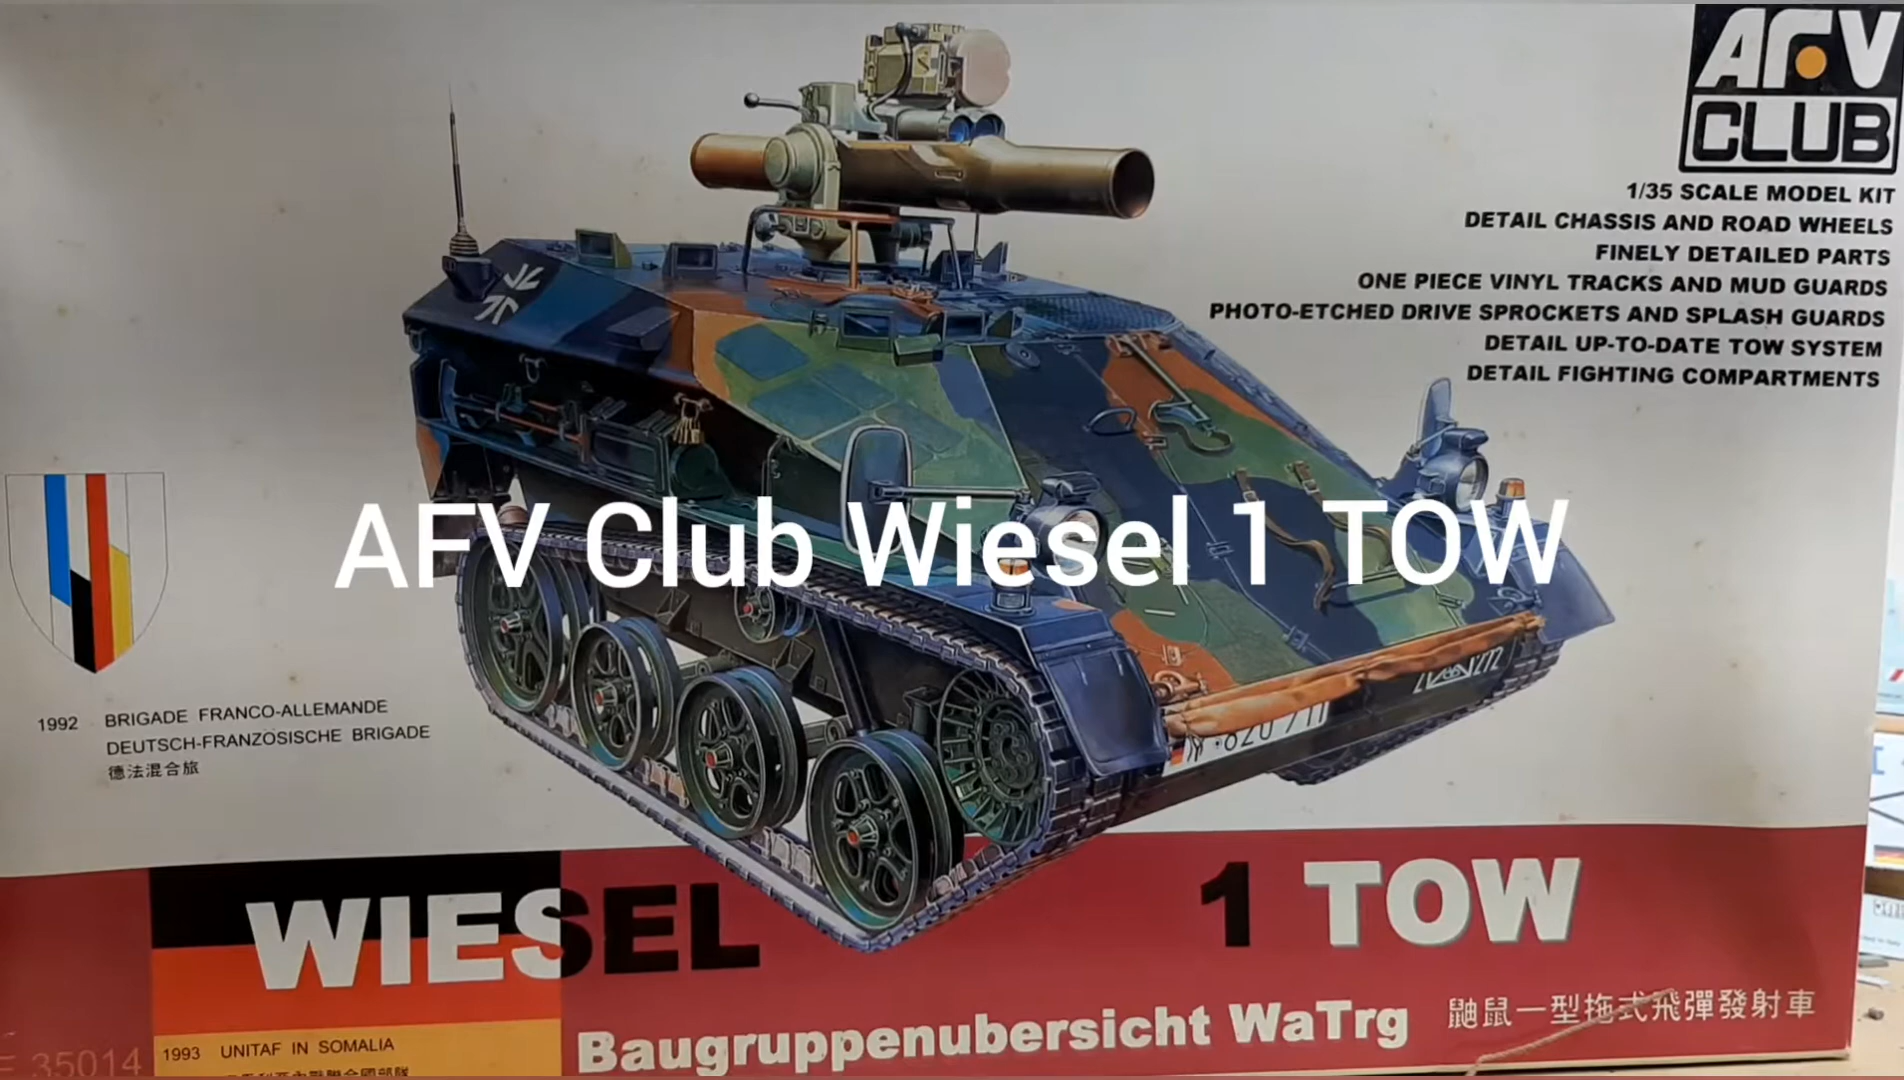 AFV
CLUB
1/35 SCALE MODEL KIT
DETAIL CHASSIS AND ROAD WHEELS
FINELY DETAILED PARTS
ONE PIECE VINYL TRACKS AND MUD GUARDS
PHOTO-ETCHED DRIVE SPROCKETS AND SPLASH GUARDS
DETAIL UP-TO-DATE TOW SYSTEM
DETAIL FIGHTING COMPARTMENTS
AFV Club Wiesel 1 TOW
1992 BRIGADE FRANCO-ALLEMANDE
DEUTSCH-FRANZOSISCHE BRIGADE
德法混合旅
WIESEL 1 TOW
Baugruppenubersicht WaTrg 鼬鼠一型拖式飛彈發射車
35014
1993 UNITAF IN SOMALIA